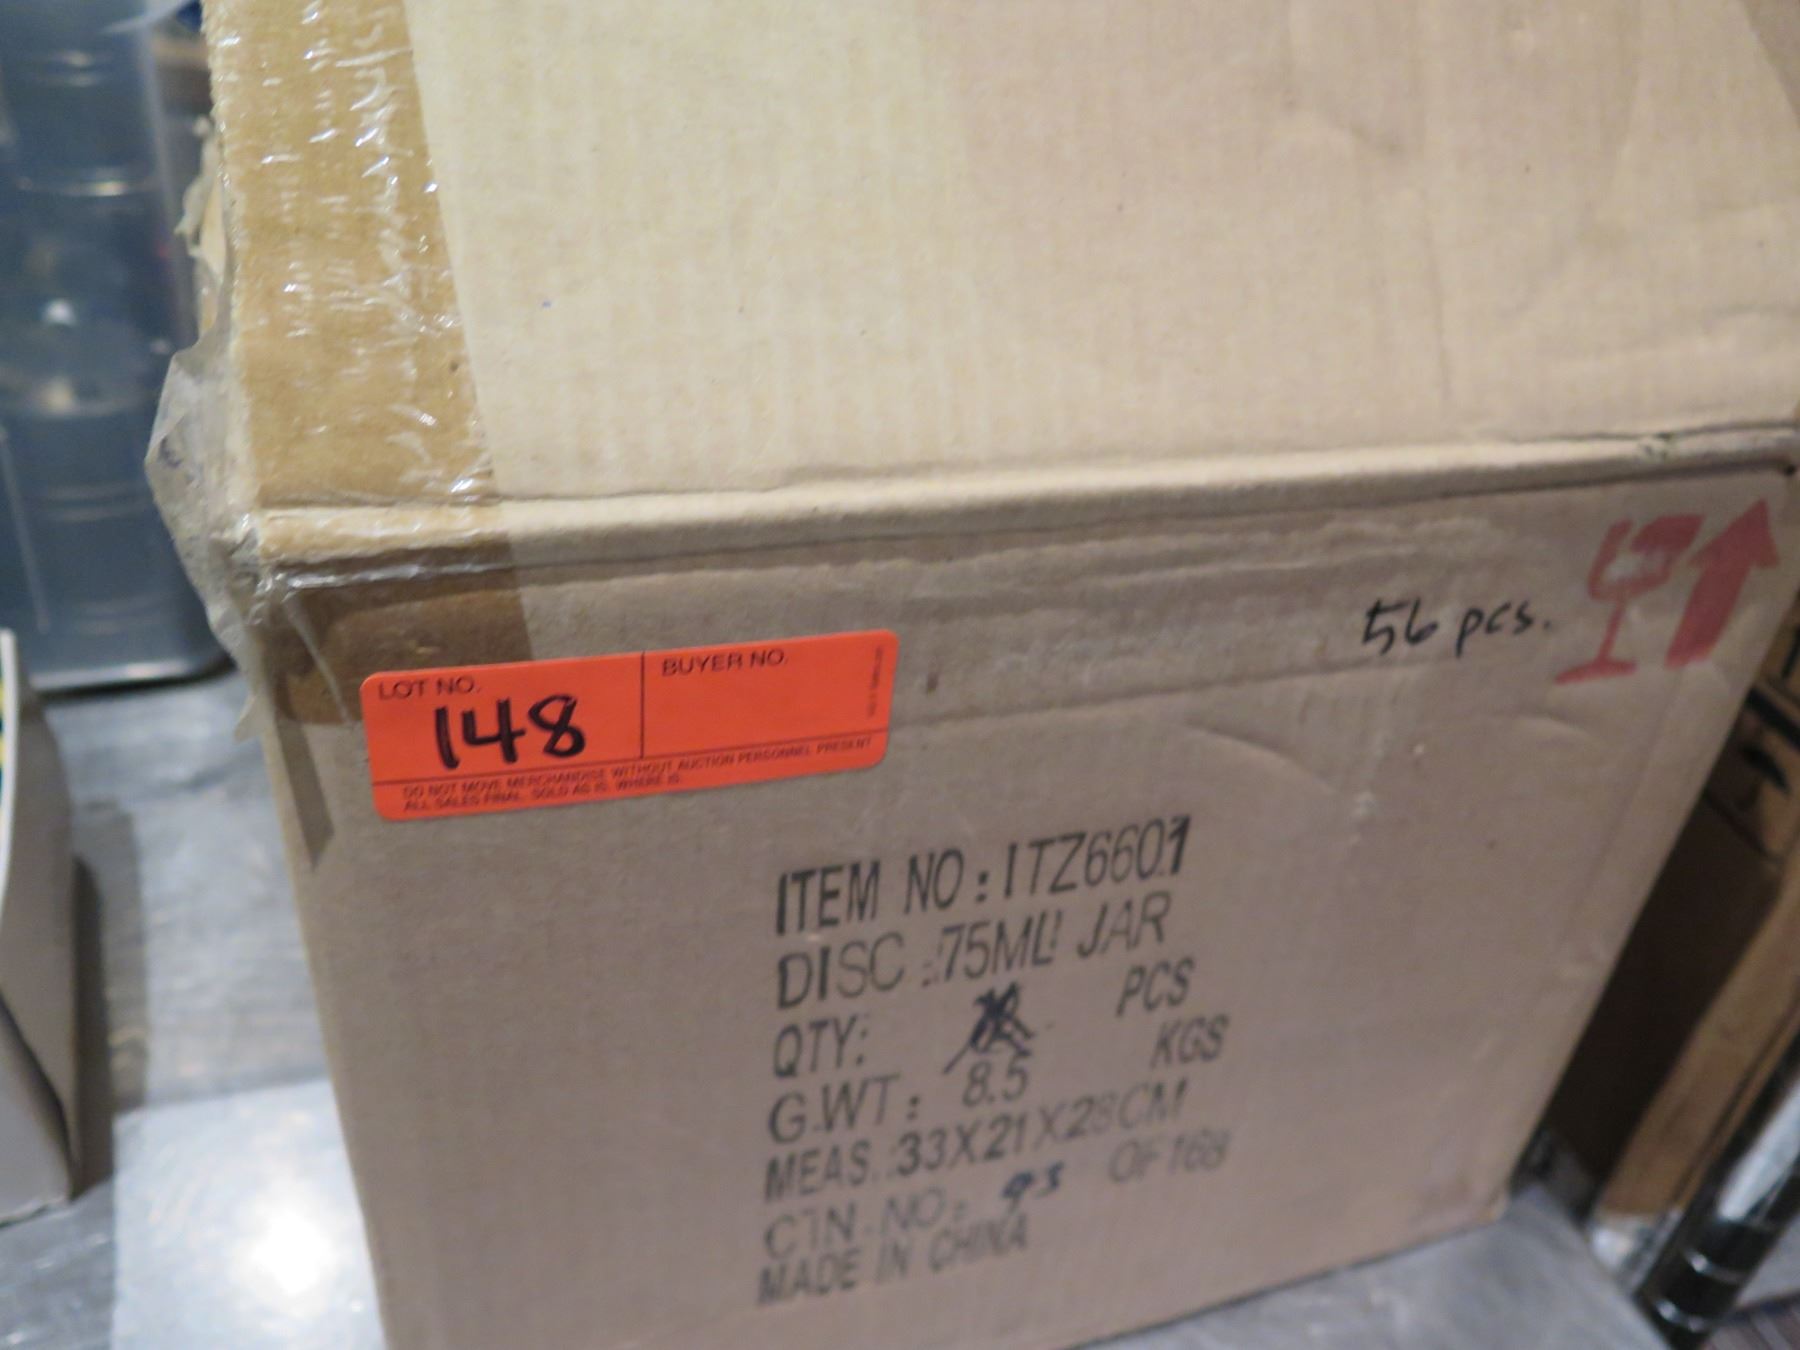 56 pcs.
LOT NO.
148
BUYER NO.
DO NOT MOVE MERCHANDISE WITHOUT AUCTION PERSONNEL PRESENT
ALL SALES FINAL. SOLD AS IS. WHERE IS.
ITEM NO: ITZ6601
DISC: 75ML JAR
QTY: PCS
G.WT: 8.5 KGS
MEAS.:33X21X28CM
CTN.NO: 93 OF 168
MADE IN CHINA